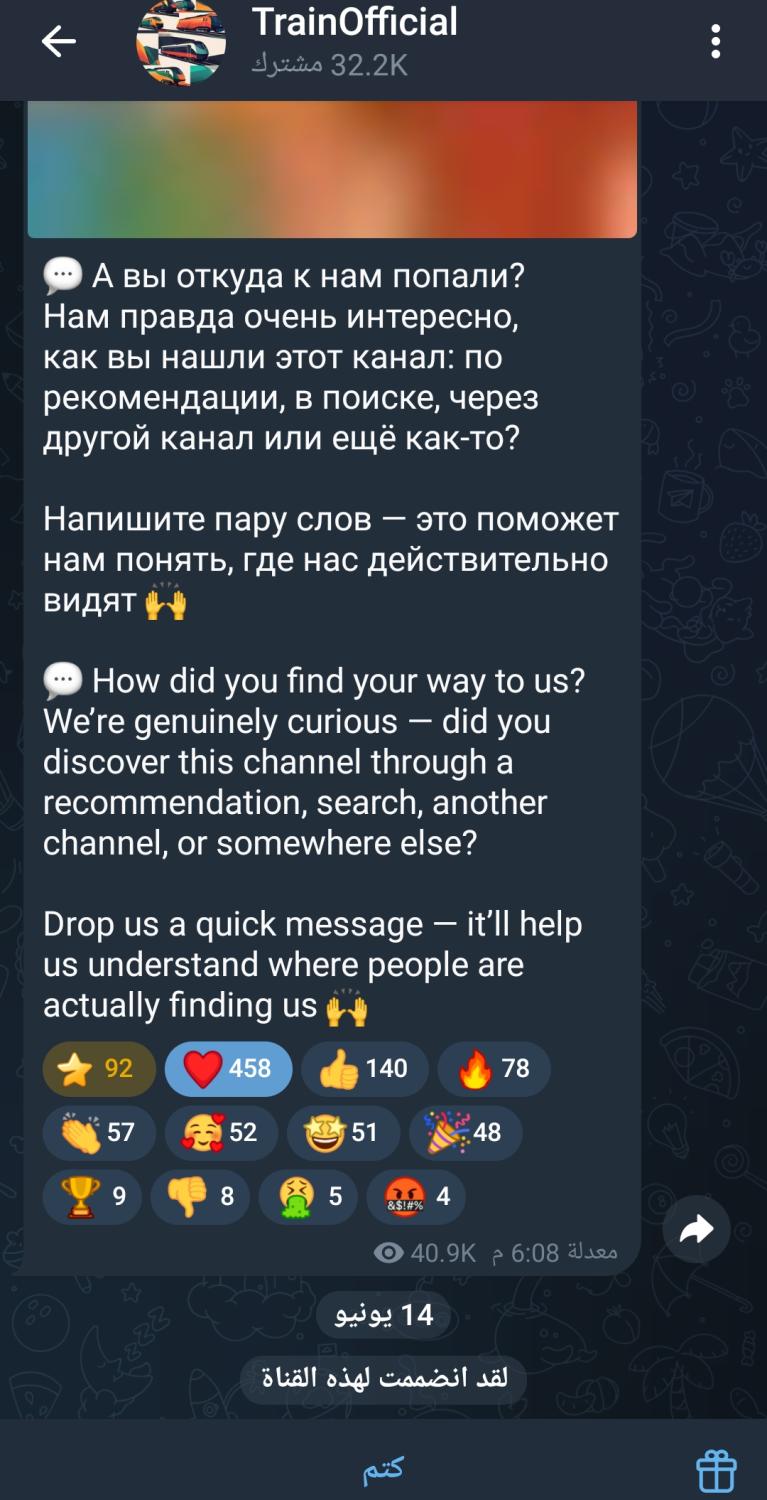 TrainOfficial
32.2K مشترك
💬 А вы откуда к нам попали?
Нам правда очень интересно,
как вы нашли этот канал: по
рекомендации, в поиске, через
другой канал или ещё как-то?
Напишите пару слов — это поможет
нам понять, где нас действительно
видят 🙌
💬 How did you find your way to us?
We’re genuinely curious — did you
discover this channel through a
recommendation, search, another
channel, or somewhere else?
Drop us a quick message — it’ll help
us understand where people are
actually finding us 🙌
⭐ 92 ❤️ 458 👍 140 🔥 78
👏 57 🥰 52 🤩 51 🎉 48
🏆 9 👎 8 🤮 5 🤬 4
40.9K معدلة 6:08 م
14 يونيو
لقد انضممت لهذه القناة
كتم